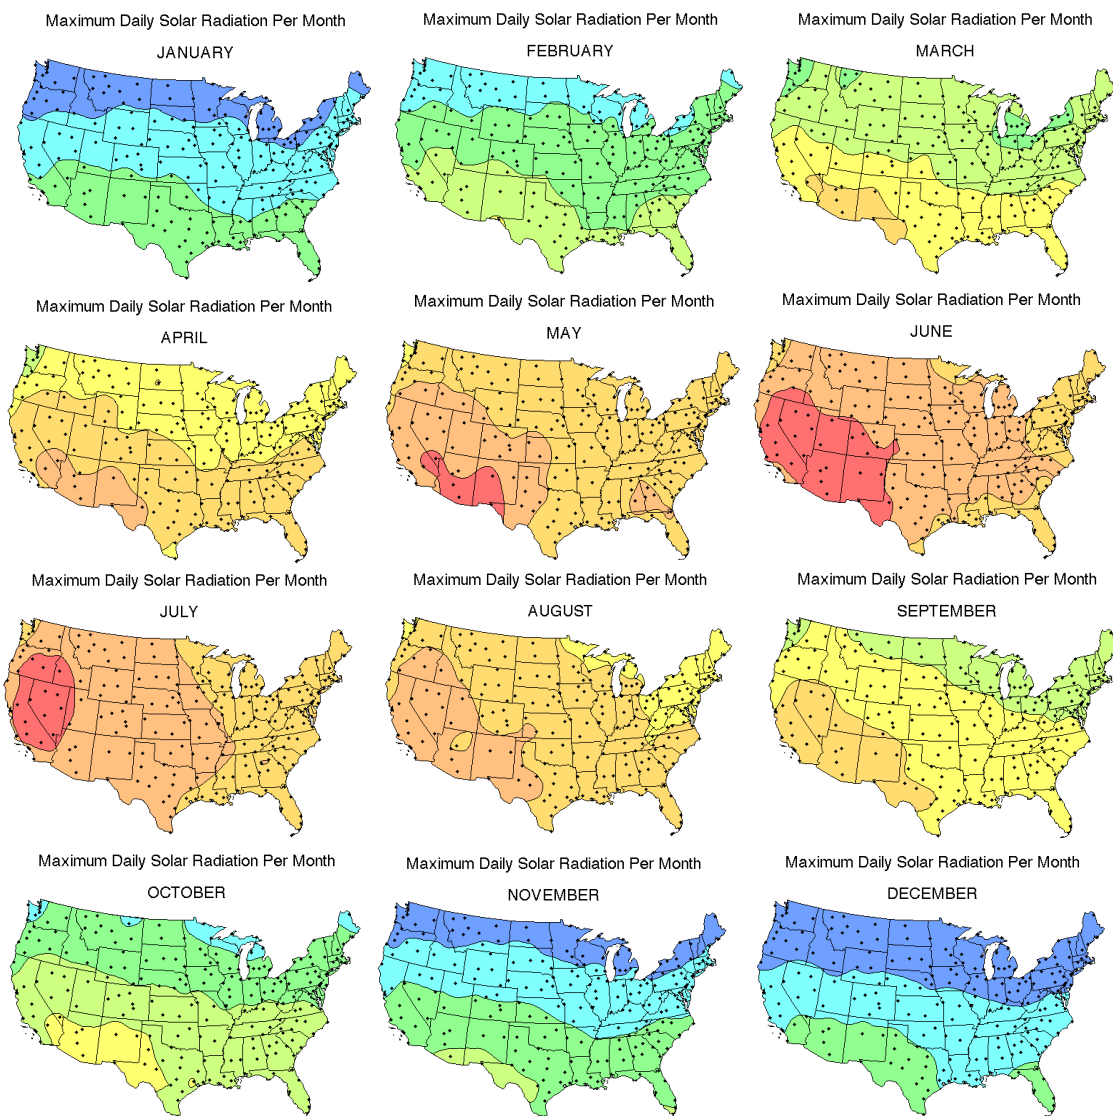 Maximum Daily Solar Radiation Per Month
JANUARY
Maximum Daily Solar Radiation Per Month
FEBRUARY
Maximum Daily Solar Radiation Per Month
MARCH
Maximum Daily Solar Radiation Per Month
APRIL
Maximum Daily Solar Radiation Per Month
MAY
Maximum Daily Solar Radiation Per Month
JUNE
Maximum Daily Solar Radiation Per Month
JULY
Maximum Daily Solar Radiation Per Month
AUGUST
Maximum Daily Solar Radiation Per Month
SEPTEMBER
Maximum Daily Solar Radiation Per Month
OCTOBER
Maximum Daily Solar Radiation Per Month
NOVEMBER
Maximum Daily Solar Radiation Per Month
DECEMBER